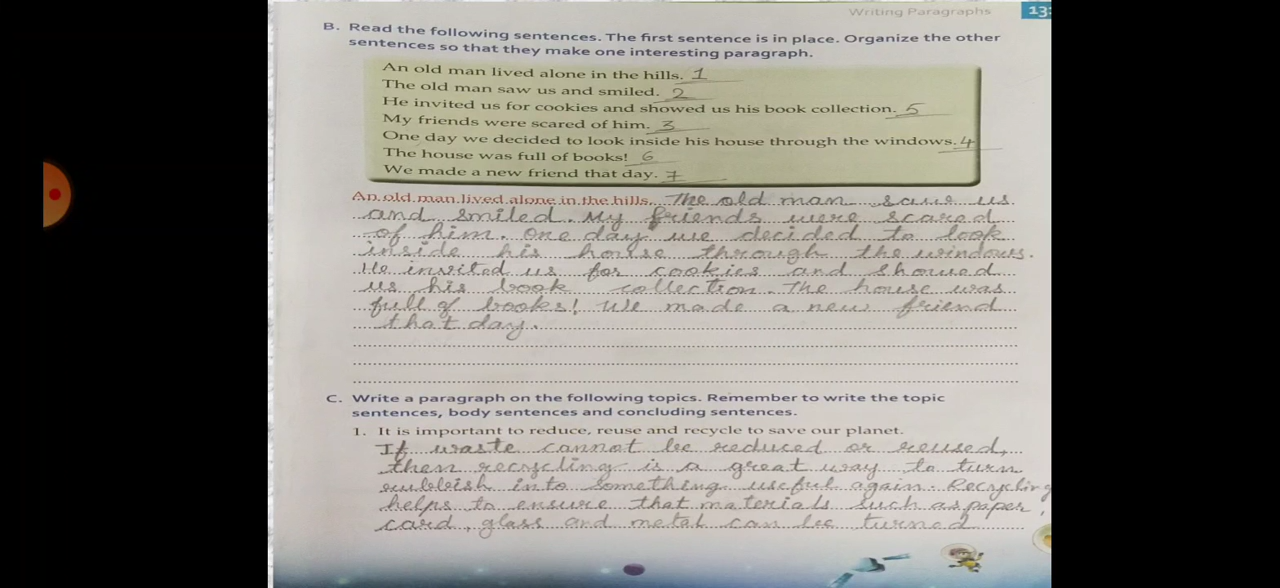 Writing Paragraphs 13
B. Read the following sentences. The first sentence is in place. Organize the other
sentences so that they make one interesting paragraph.
An old man lived alone in the hills. 1
The old man saw us and smiled. 2
He invited us for cookies and showed us his book collection. 5
My friends were scared of him. 3
One day we decided to look inside his house through the windows. 4
The house was full of books! 6
We made a new friend that day. 7
An old man lived alone in the hills. The old man saw us
and smiled. My friends were scared
of him. One day we decided to look
inside his house through the windows.
He invited us for cookies and showed
us his book collection. The house was
full of books! We made a new friend
that day.
C. Write a paragraph on the following topics. Remember to write the topic
sentences, body sentences and concluding sentences.
1. It is important to reduce, reuse and recycle to save our planet.
If waste cannot be reduced or reused,
then recycling is a great way to turn
rubbish into something useful again. Recycling
helps to ensure that materials such as paper,
card, glass and metal can be turned